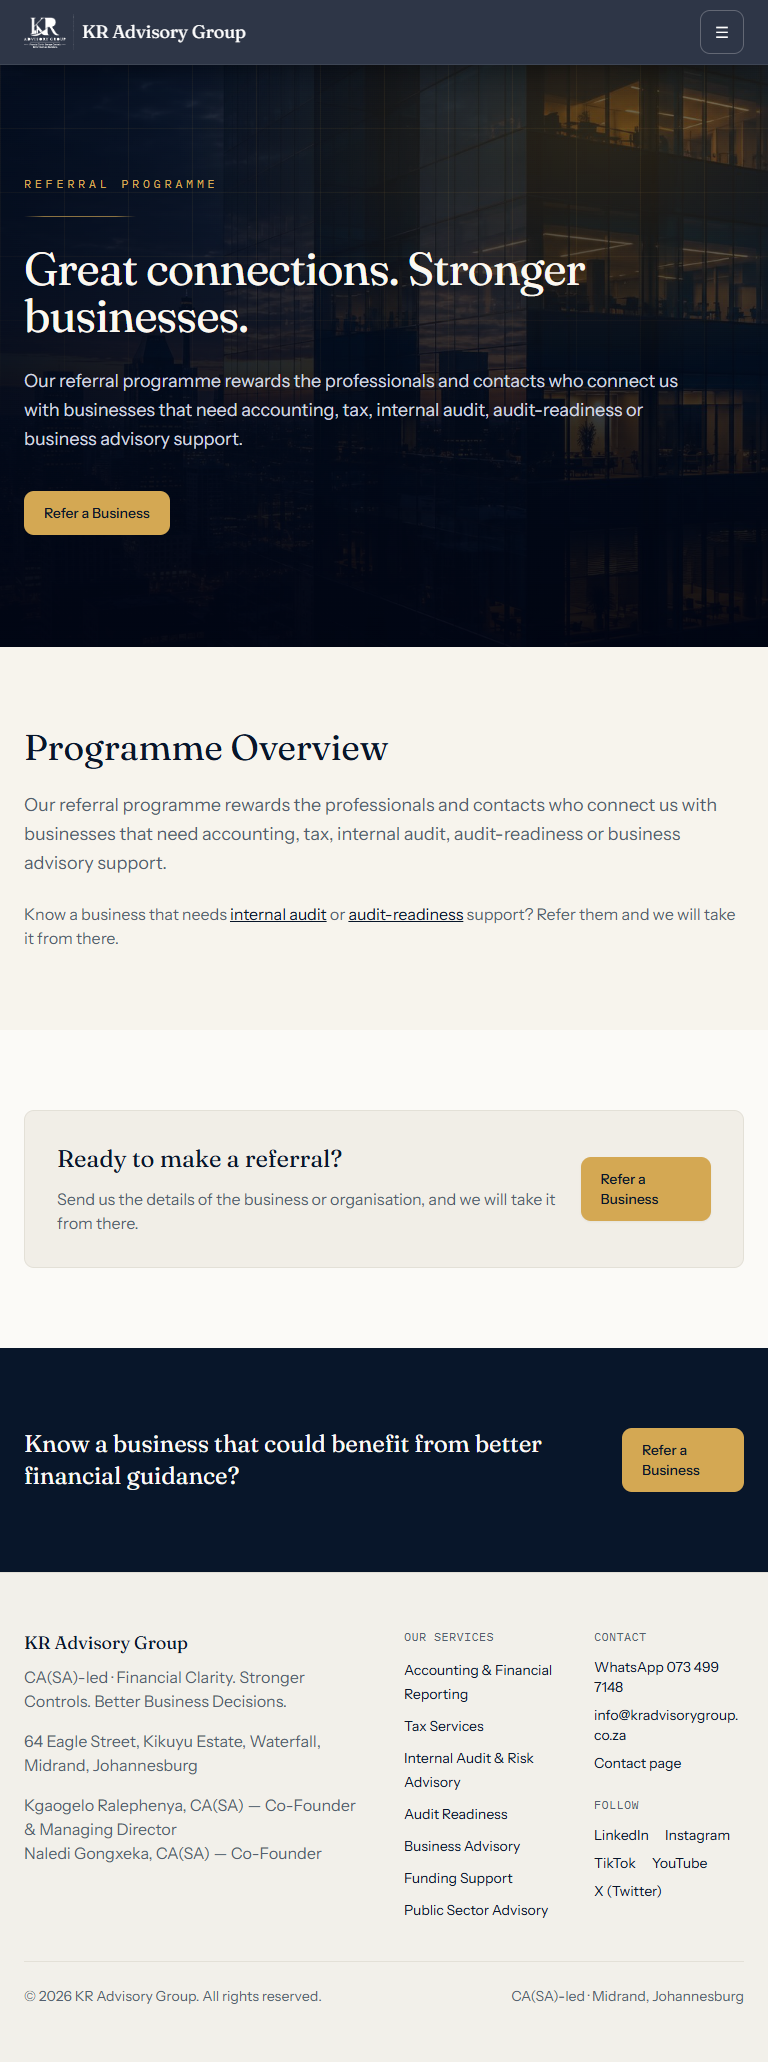 KR
ADVISORY GROUP
KR Advisory Group
☰
REFERRAL PROGRAMME
Great connections. Stronger
businesses.
Our referral programme rewards the professionals and contacts who connect us
with businesses that need accounting, tax, internal audit, audit-readiness or
business advisory support.
Refer a Business
Programme Overview
Our referral programme rewards the professionals and contacts who connect us with
businesses that need accounting, tax, internal audit, audit-readiness or business
advisory support.
Know a business that needs internal audit or audit-readiness support? Refer them and we will take
it from there.
Ready to make a referral?
Send us the details of the business or organisation, and we will take it
from there.
Refer a
Business
Know a business that could benefit from better
financial guidance?
Refer a
Business
KR Advisory Group
CA(SA)-led · Financial Clarity. Stronger
Controls. Better Business Decisions.
64 Eagle Street, Kikuyu Estate, Waterfall,
Midrand, Johannesburg
Kgaogelo Ralephenya, CA(SA) — Co-Founder
& Managing Director
Naledi Gongxeka, CA(SA) — Co-Founder
OUR SERVICES
Accounting & Financial
Reporting
Tax Services
Internal Audit & Risk
Advisory
Audit Readiness
Business Advisory
Funding Support
Public Sector Advisory
CONTACT
WhatsApp 073 499
7148
info@kradvisorygroup.
co.za
Contact page
FOLLOW
LinkedIn Instagram
TikTok YouTube
X (Twitter)
© 2026 KR Advisory Group. All rights reserved.
CA(SA)-led · Midrand, Johannesburg